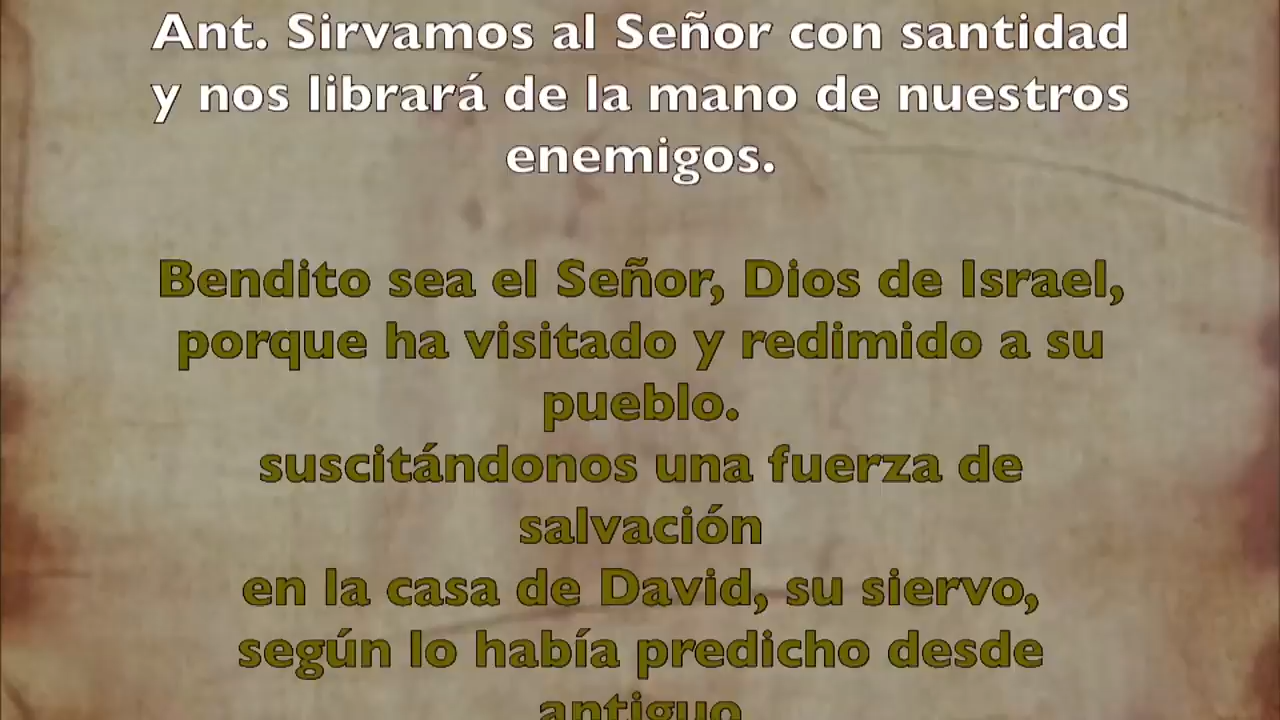 Ant. Sirvamos al Señor con santidad
y nos librará de la mano de nuestros
enemigos.
Bendito sea el Señor, Dios de Israel,
porque ha visitado y redimido a su
pueblo.
suscitándonos una fuerza de
salvación
en la casa de David, su siervo,
según lo había predicho desde
antiguo